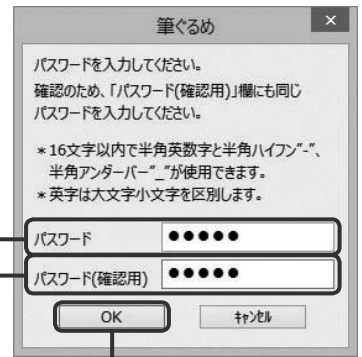 筆ぐるめ
×
パスワードを入力してください。
確認のため、「パスワード(確認用)」欄にも同じ
パスワードを入力してください。
*16文字以内で半角英数字と半角ハイフン"-"、
半角アンダーバー"_"が使用できます。
*英字は大文字小文字を区別します。
パスワード ●●●●●
パスワード(確認用) ●●●●●
OK ｷｬﾝｾﾙ